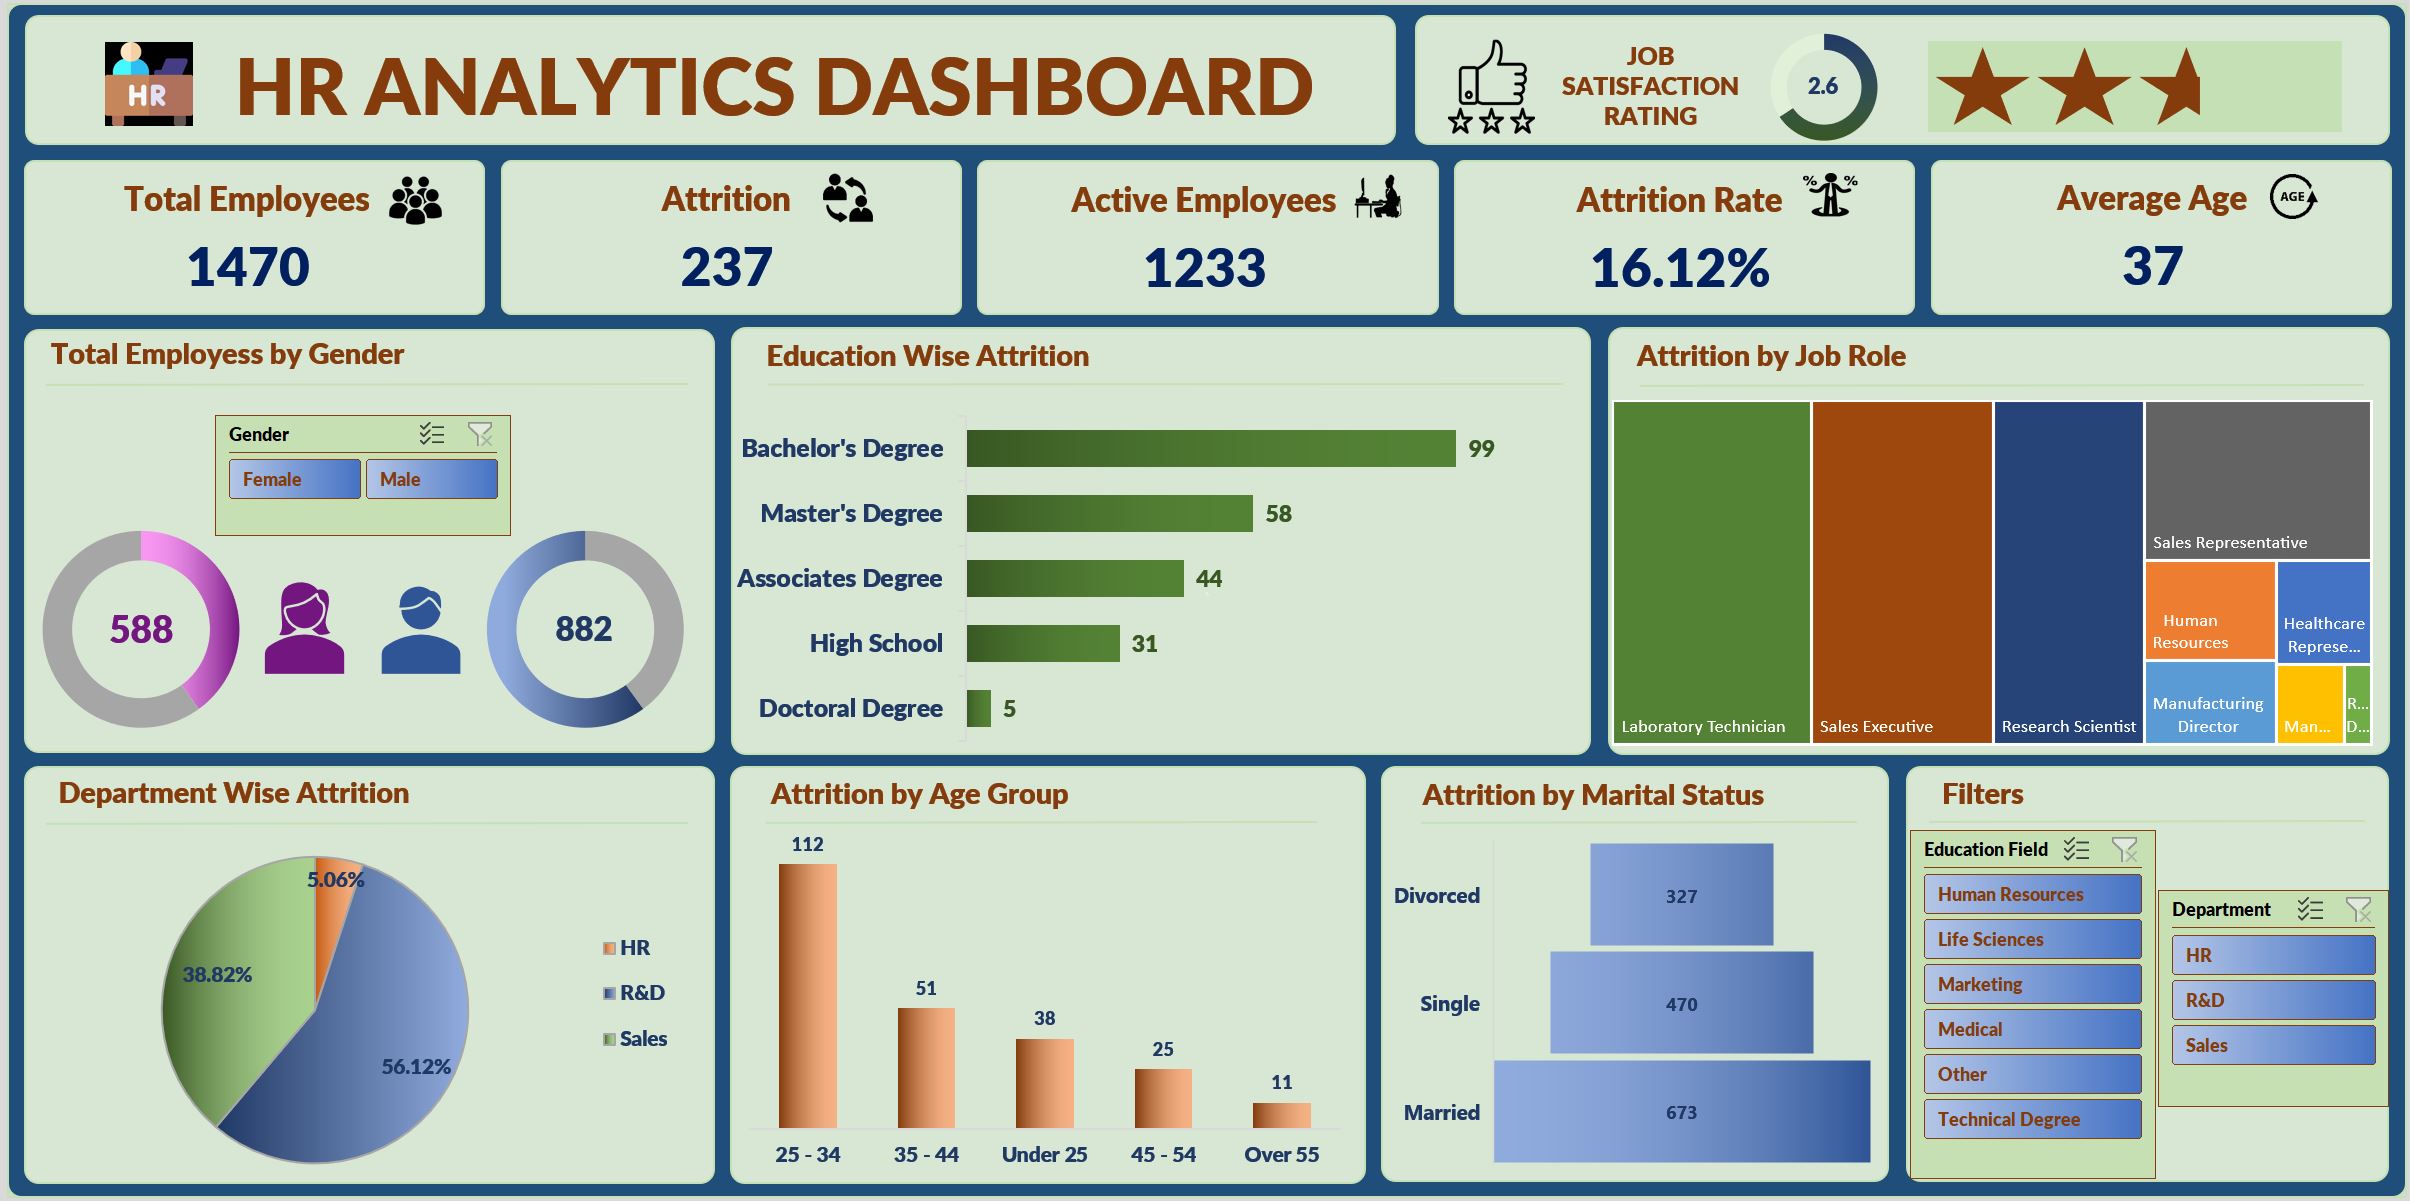 HR
HR ANALYTICS DASHBOARD
JOB
SATISFACTION
RATING
2.6
Total Employees
1470
Attrition
237
Active Employees
1233
Attrition Rate
% %
16.12%
Average Age
AGE
37
Total Employess by Gender
Gender
Female
Male
588
882
Education Wise Attrition
Bachelor's Degree
99
Master's Degree
58
Associates Degree
44
High School
31
Doctoral Degree
5
Attrition by Job Role
Laboratory Technician
Sales Executive
Research Scientist
Sales Representative
Human
Resources
Healthcare
Represe...
Manufacturing
Director
Man...
R...
D...
Department Wise Attrition
5.06%
38.82%
56.12%
HR
R&D
Sales
Attrition by Age Group
112
51
38
25
11
25 - 34
35 - 44
Under 25
45 - 54
Over 55
Attrition by Marital Status
Divorced
327
Single
470
Married
673
Filters
Education Field
Human Resources
Life Sciences
Marketing
Medical
Other
Technical Degree
Department
HR
R&D
Sales